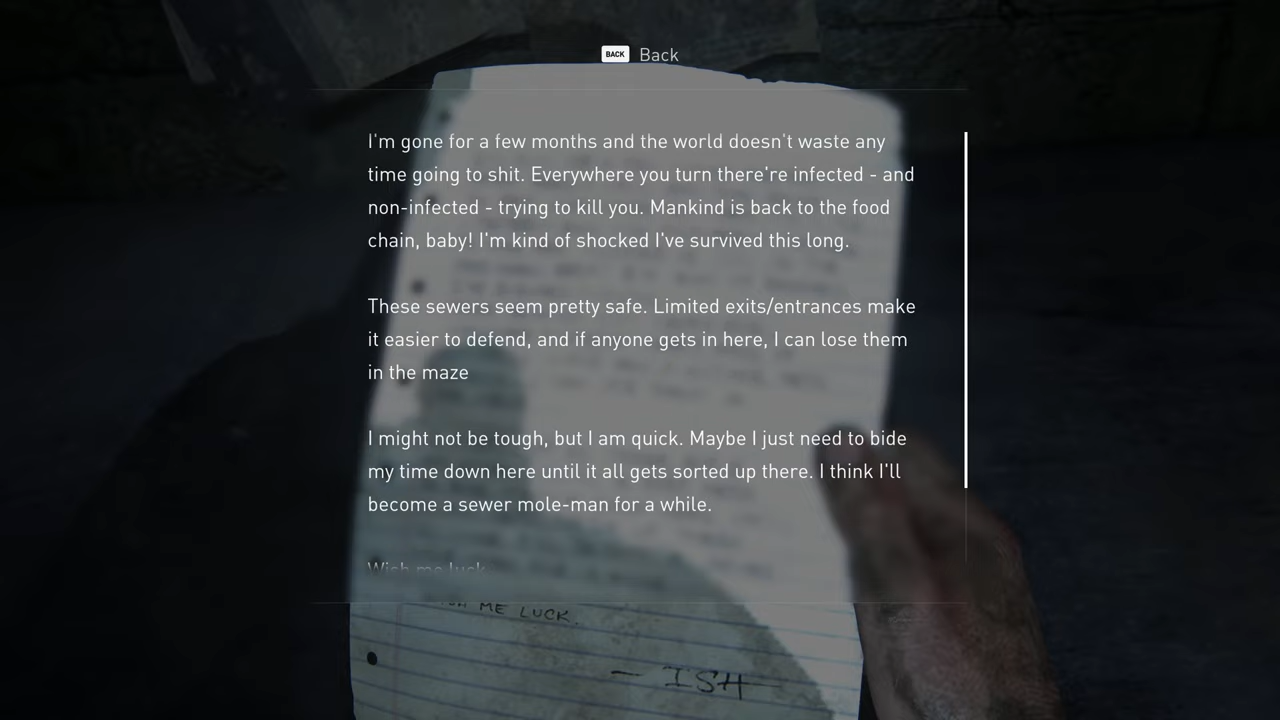 BACK Back
I'm gone for a few months and the world doesn't waste any
time going to shit. Everywhere you turn there're infected - and
non-infected - trying to kill you. Mankind is back to the food
chain, baby! I'm kind of shocked I've survived this long.
These sewers seem pretty safe. Limited exits/entrances make
it easier to defend, and if anyone gets in here, I can lose them
in the maze
I might not be tough, but I am quick. Maybe I just need to bide
my time down here until it all gets sorted up there. I think I'll
become a sewer mole-man for a while.
Wish me luck
ME LUCK.
- ISH